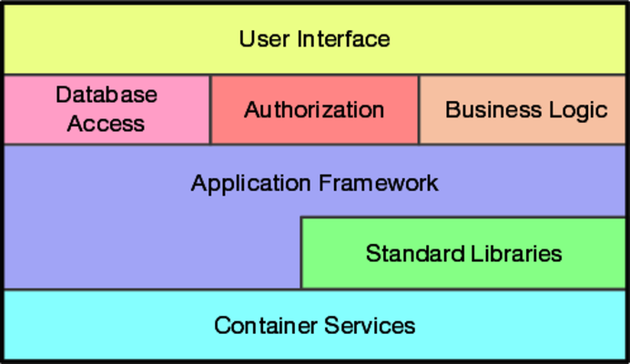 User Interface
Database
Access
Authorization
Business Logic
Application Framework
Standard Libraries
Container Services